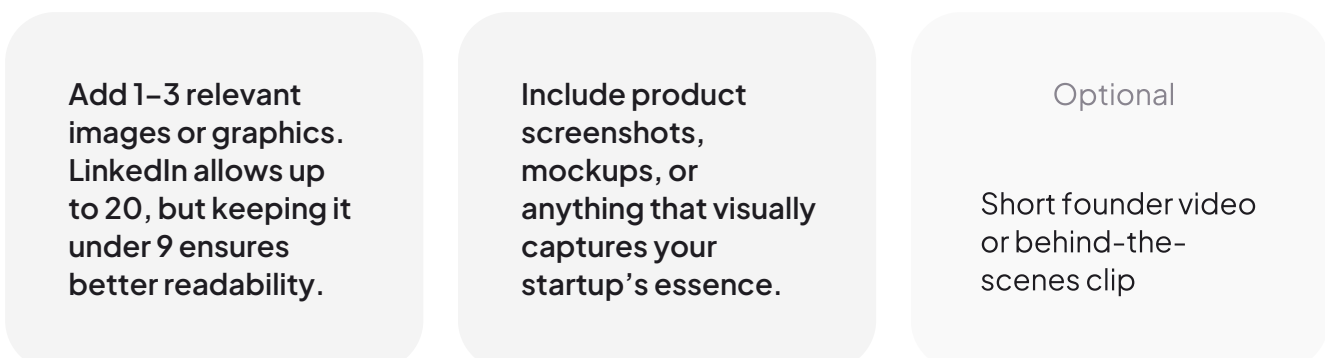 Add 1–3 relevant
images or graphics.
LinkedIn allows up
to 20, but keeping it
under 9 ensures
better readability.
Include product
screenshots,
mockups, or
anything that visually
captures your
startup’s essence.
Optional
Short founder video
or behind-the-
scenes clip